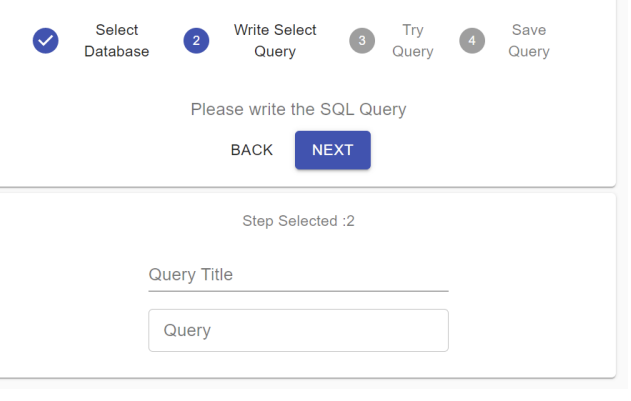 Select
Database
2
Write Select
Query
3
Try
Query
4
Save
Query
Please write the SQL Query
BACK
NEXT
Step Selected :2
Query Title
Query